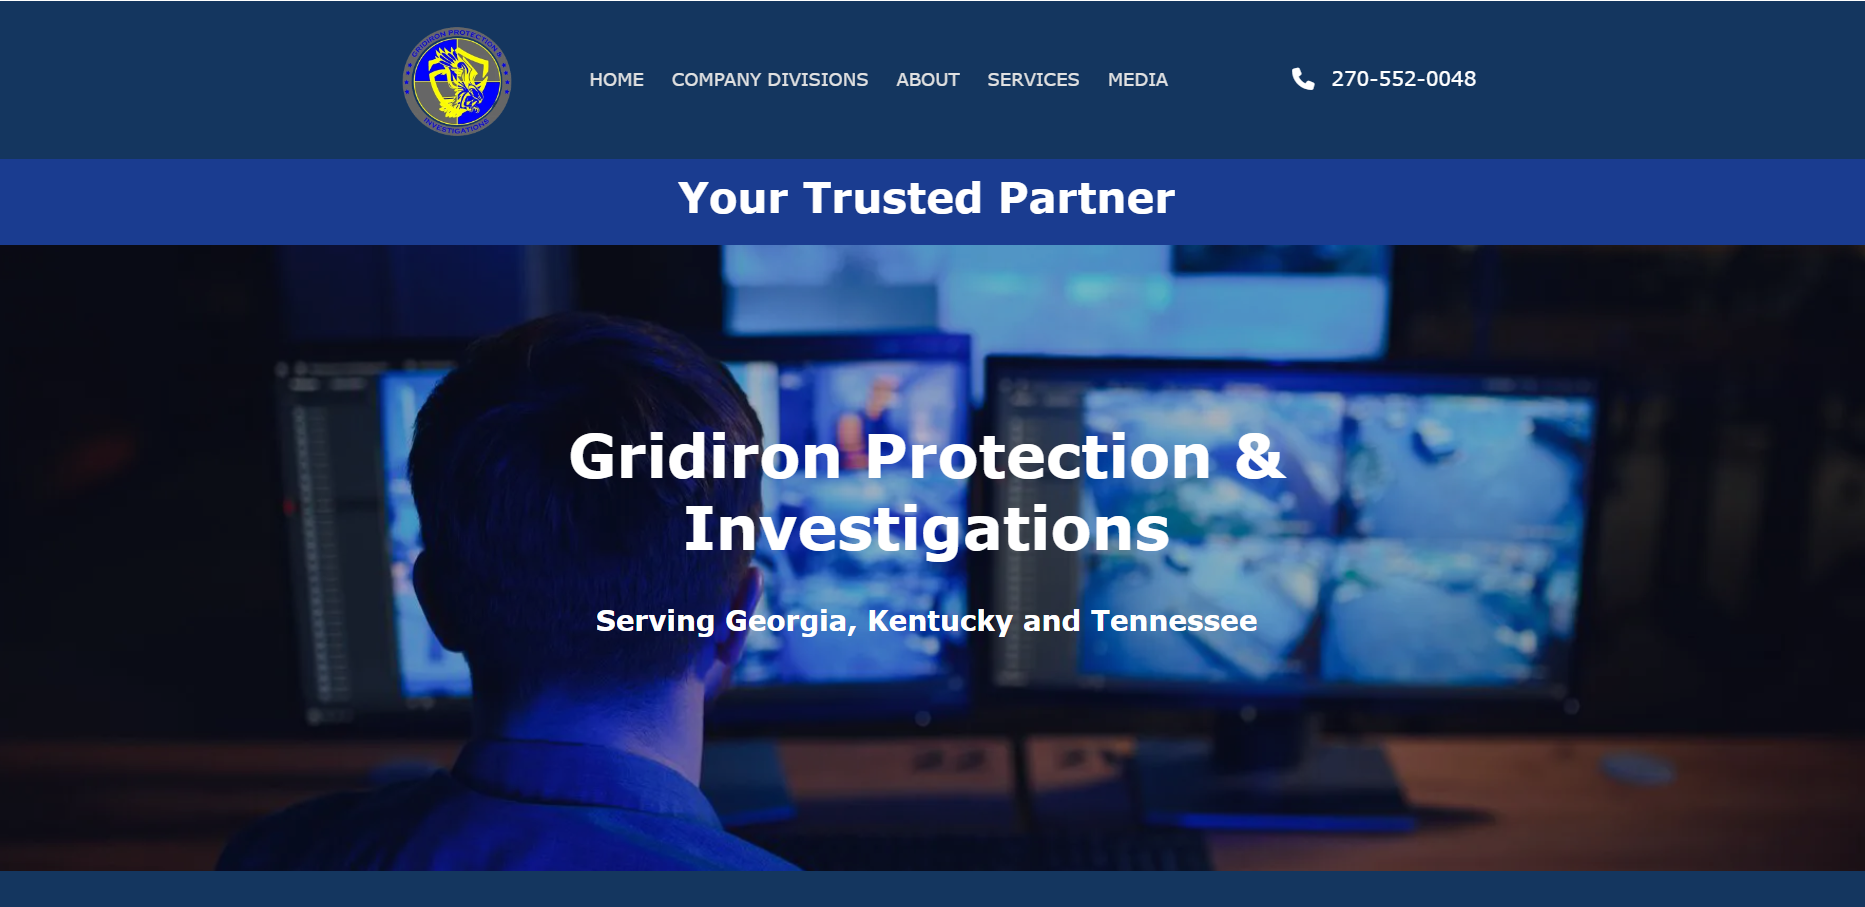 GRIDIRON PROTECTION &
INVESTIGATIONS
HOME COMPANY DIVISIONS ABOUT SERVICES MEDIA
270-552-0048
Your Trusted Partner
Gridiron Protection &
Investigations
Serving Georgia, Kentucky and Tennessee